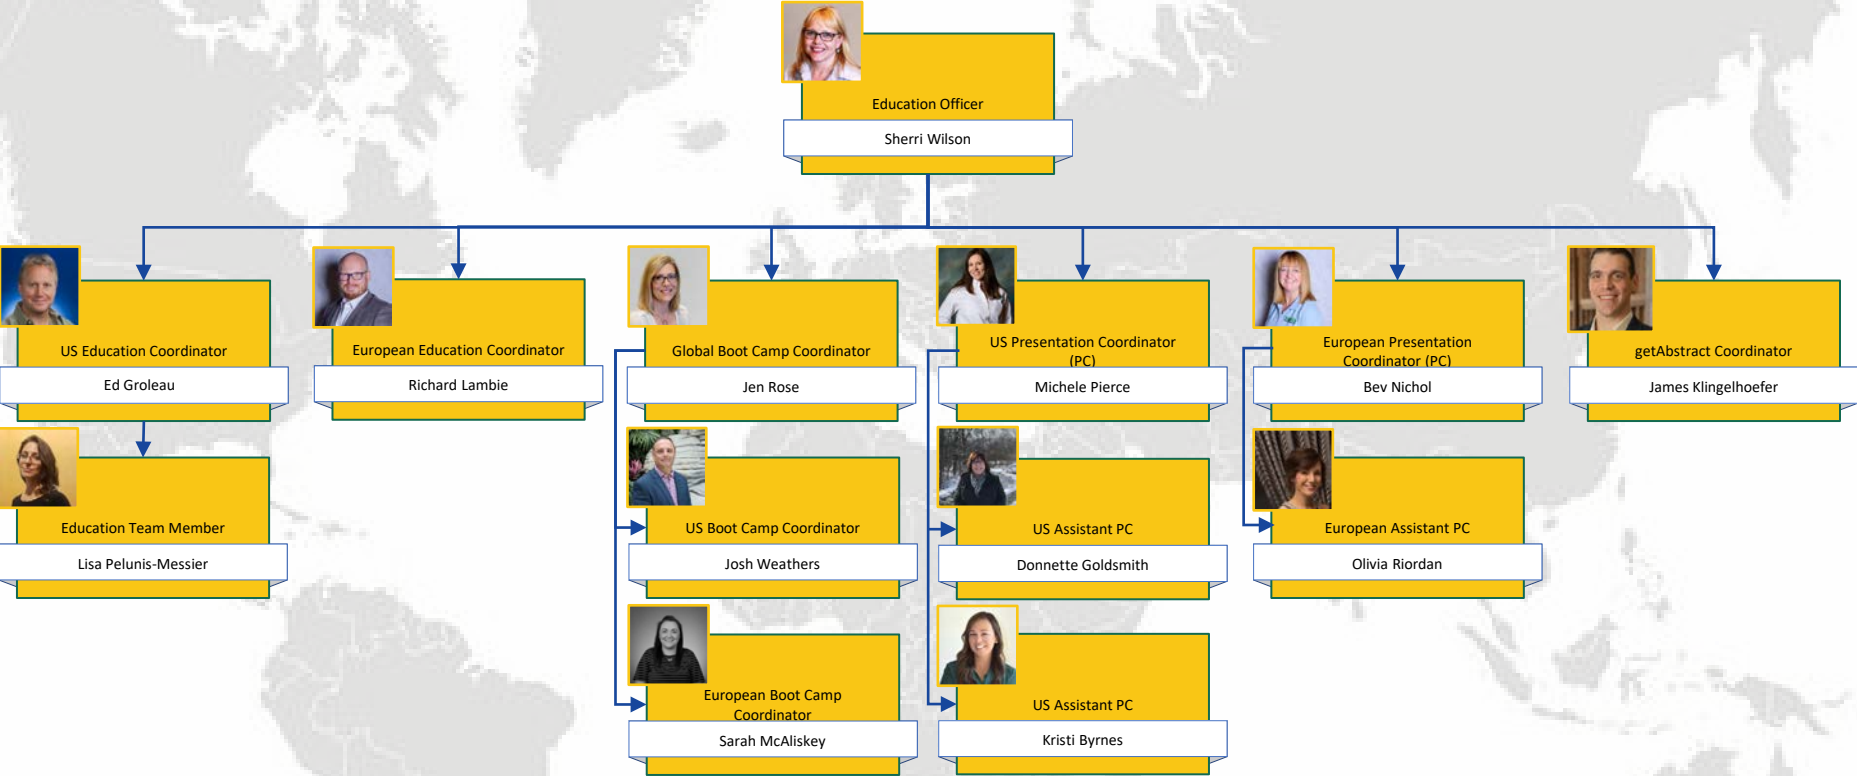 Education Officer
Sherri Wilson
US Education Coordinator
Ed Groleau
European Education Coordinator
Richard Lambie
Global Boot Camp Coordinator
Jen Rose
US Presentation Coordinator
(PC)
Michele Pierce
European Presentation
Coordinator (PC)
Bev Nichol
getAbstract Coordinator
James Klingelhoefer
Education Team Member
Lisa Pelunis-Messier
US Boot Camp Coordinator
Josh Weathers
US Assistant PC
Donnette Goldsmith
European Assistant PC
Olivia Riordan
European Boot Camp
Coordinator
Sarah McAliskey
US Assistant PC
Kristi Byrnes